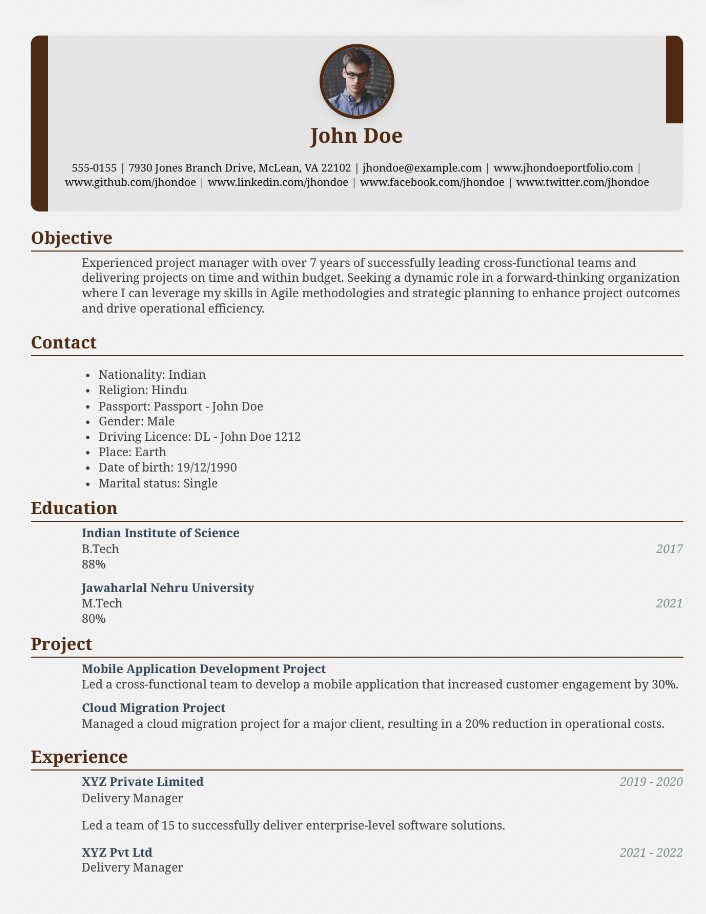 John Doe
555-0155 | 7930 Jones Branch Drive, McLean, VA 22102 | jhondoe@example.com | www.jhondoeportfolio.com |
www.github.com/jhondoe | www.linkedin.com/jhondoe | www.facebook.com/jhondoe | www.twitter.com/jhondoe
Objective
Experienced project manager with over 7 years of successfully leading cross-functional teams and
delivering projects on time and within budget. Seeking a dynamic role in a forward-thinking organization
where I can leverage my skills in Agile methodologies and strategic planning to enhance project outcomes
and drive operational efficiency.
Contact
• Nationality: Indian
• Religion: Hindu
• Passport: Passport - John Doe
• Gender: Male
• Driving Licence: DL - John Doe 1212
• Place: Earth
• Date of birth: 19/12/1990
• Marital status: Single
Education
Indian Institute of Science
B.Tech 2017
88%
Jawaharlal Nehru University
M.Tech 2021
80%
Project
Mobile Application Development Project
Led a cross-functional team to develop a mobile application that increased customer engagement by 30%.
Cloud Migration Project
Managed a cloud migration project for a major client, resulting in a 20% reduction in operational costs.
Experience
XYZ Private Limited 2019 - 2020
Delivery Manager
Led a team of 15 to successfully deliver enterprise-level software solutions.
XYZ Pvt Ltd 2021 - 2022
Delivery Manager